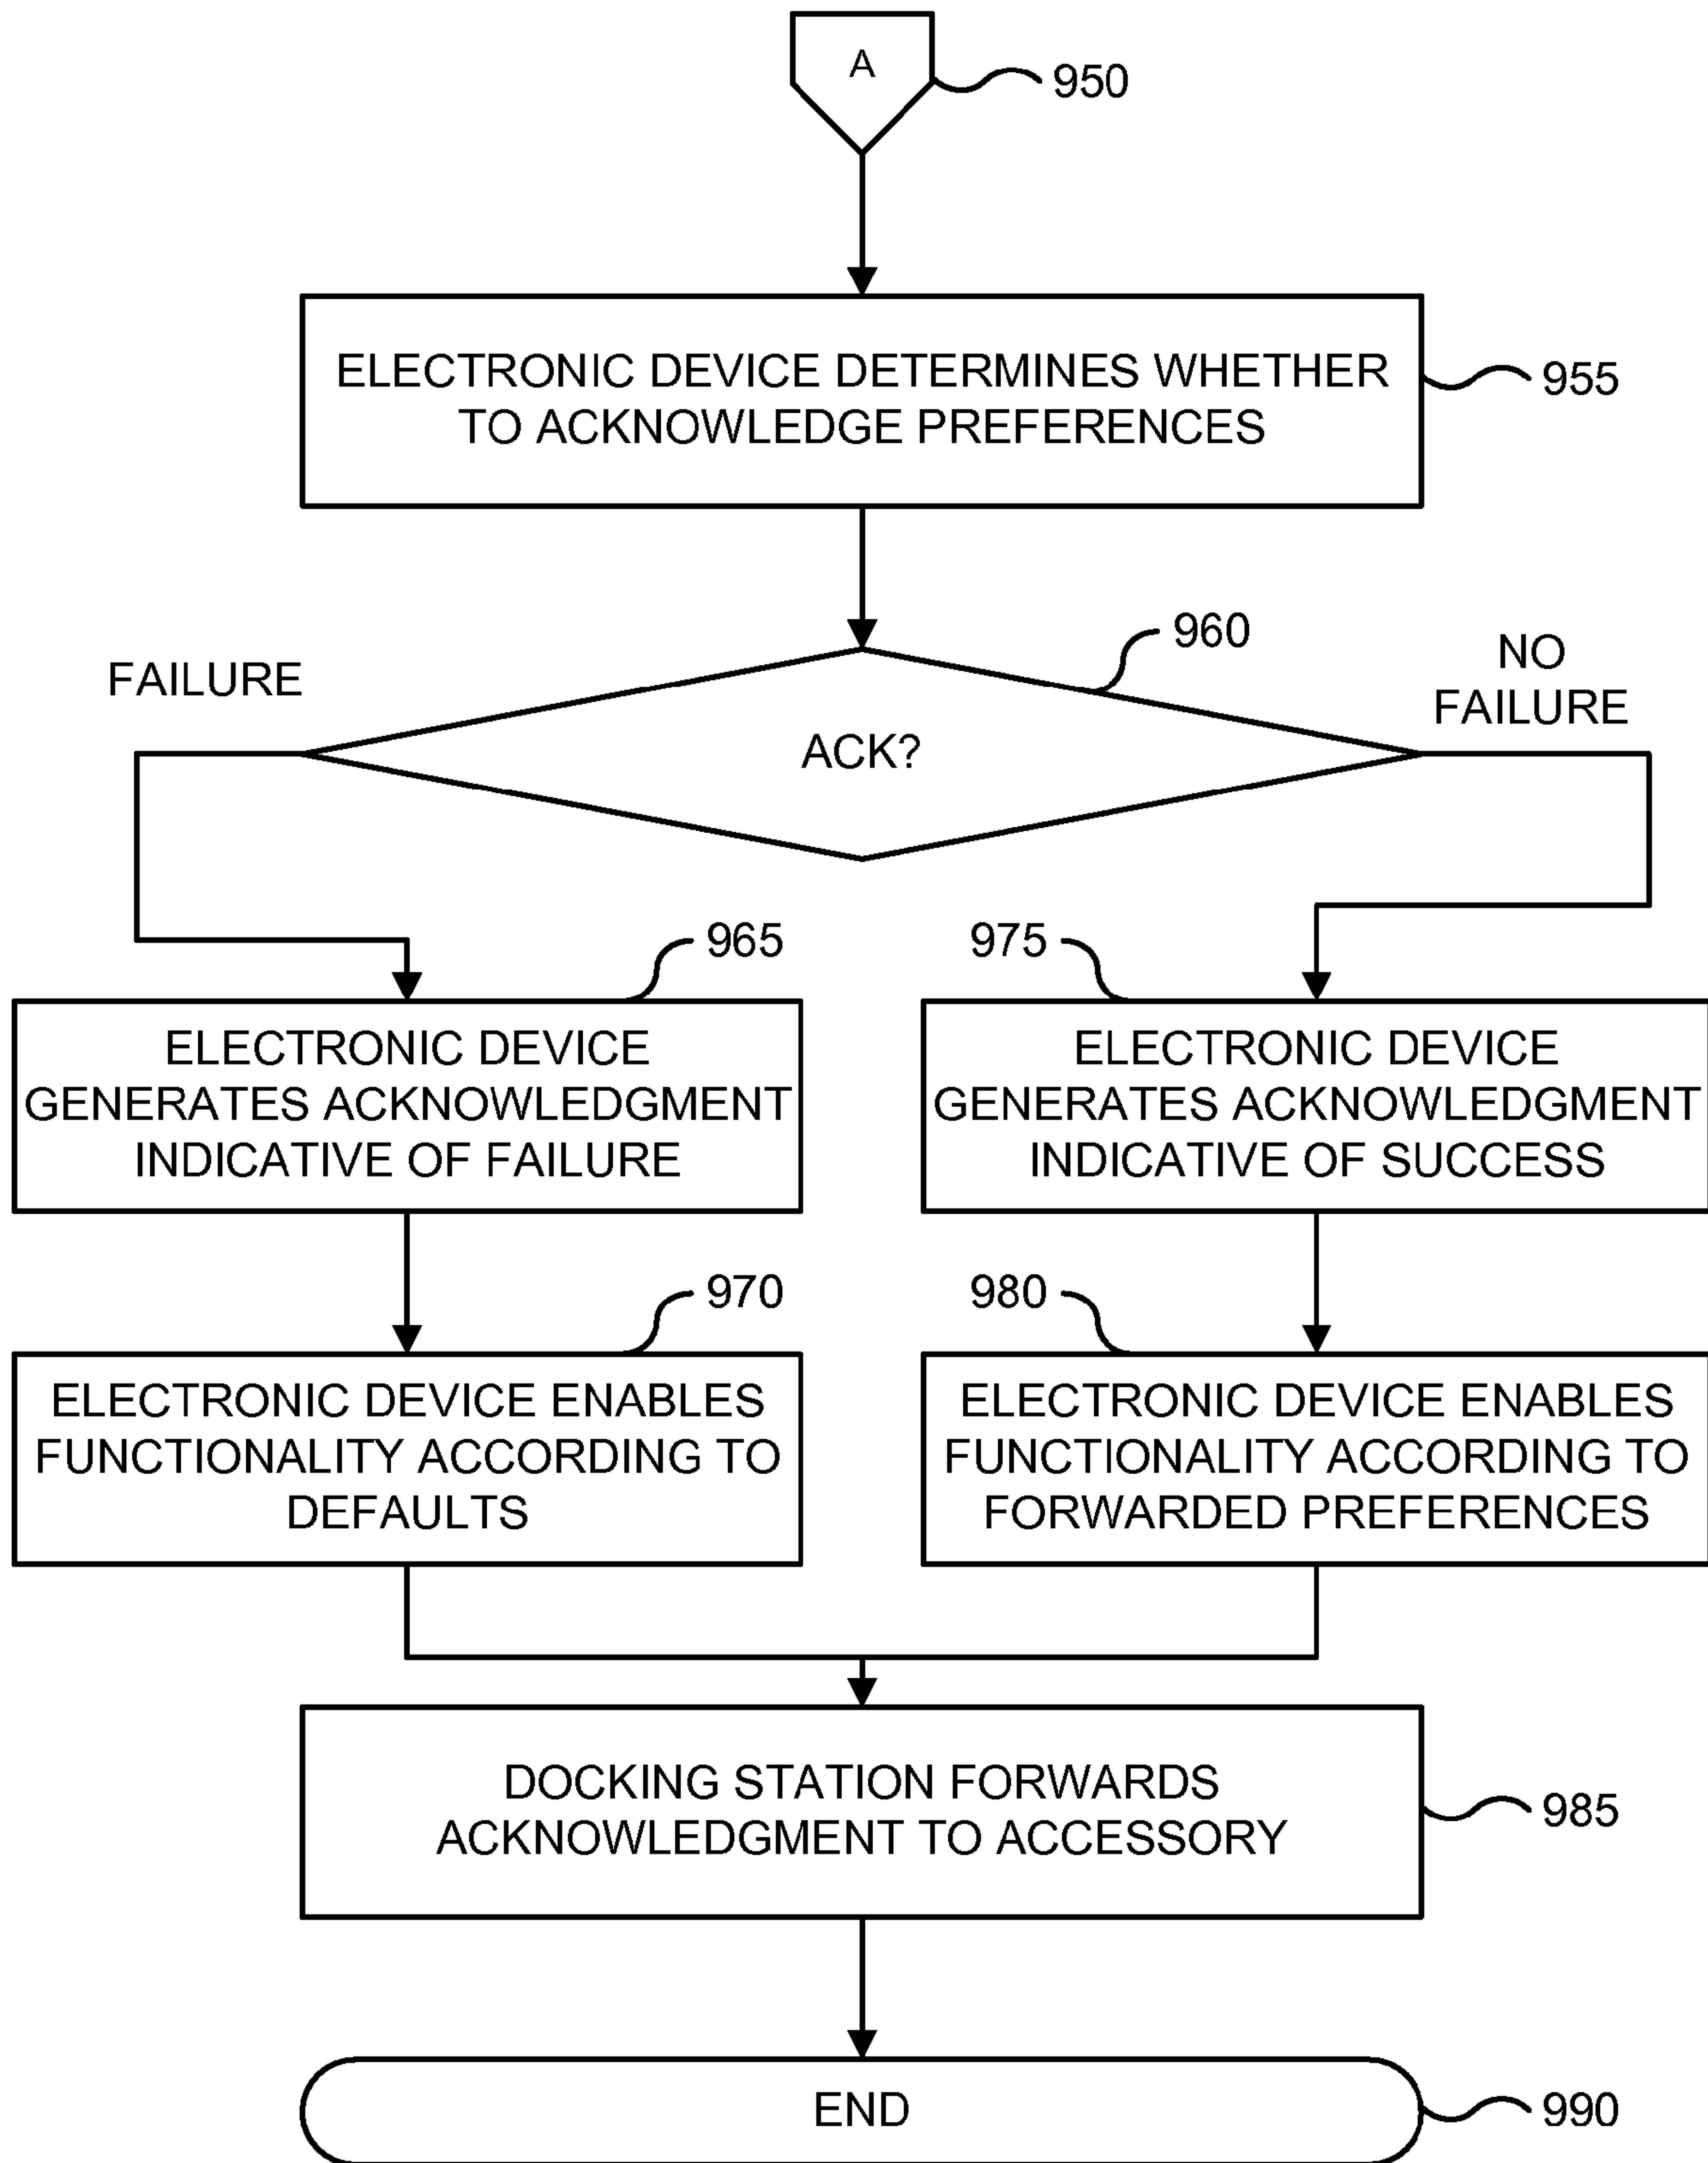 A
950
ELECTRONIC DEVICE DETERMINES WHETHER
TO ACKNOWLEDGE PREFERENCES
955
960
FAILURE
NO
FAILURE
ACK?
965
975
ELECTRONIC DEVICE
GENERATES ACKNOWLEDGMENT
INDICATIVE OF FAILURE
ELECTRONIC DEVICE
GENERATES ACKNOWLEDGMENT
INDICATIVE OF SUCCESS
970
980
ELECTRONIC DEVICE ENABLES
FUNCTIONALITY ACCORDING TO
DEFAULTS
ELECTRONIC DEVICE ENABLES
FUNCTIONALITY ACCORDING TO
FORWARDED PREFERENCES
DOCKING STATION FORWARDS
ACKNOWLEDGMENT TO ACCESSORY
985
END
990